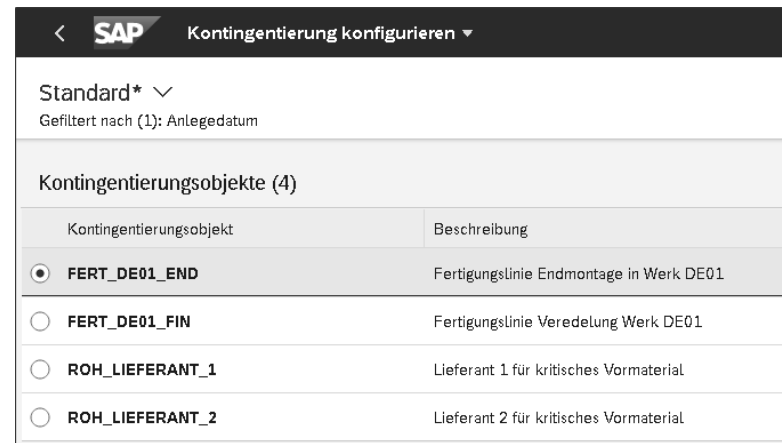 SAP Kontingentierung konfigurieren
Standard*
Gefiltert nach (1): Anlegedatum
Kontingentierungsobjekte (4)
Kontingentierungsobjekt Beschreibung
FERT_DE01_END Fertigungslinie Endmontage in Werk DE01
FERT_DE01_FIN Fertigungslinie Veredelung Werk DE01
ROH_LIEFERANT_1 Lieferant 1 für kritisches Vormaterial
ROH_LIEFERANT_2 Lieferant 2 für kritisches Vormaterial